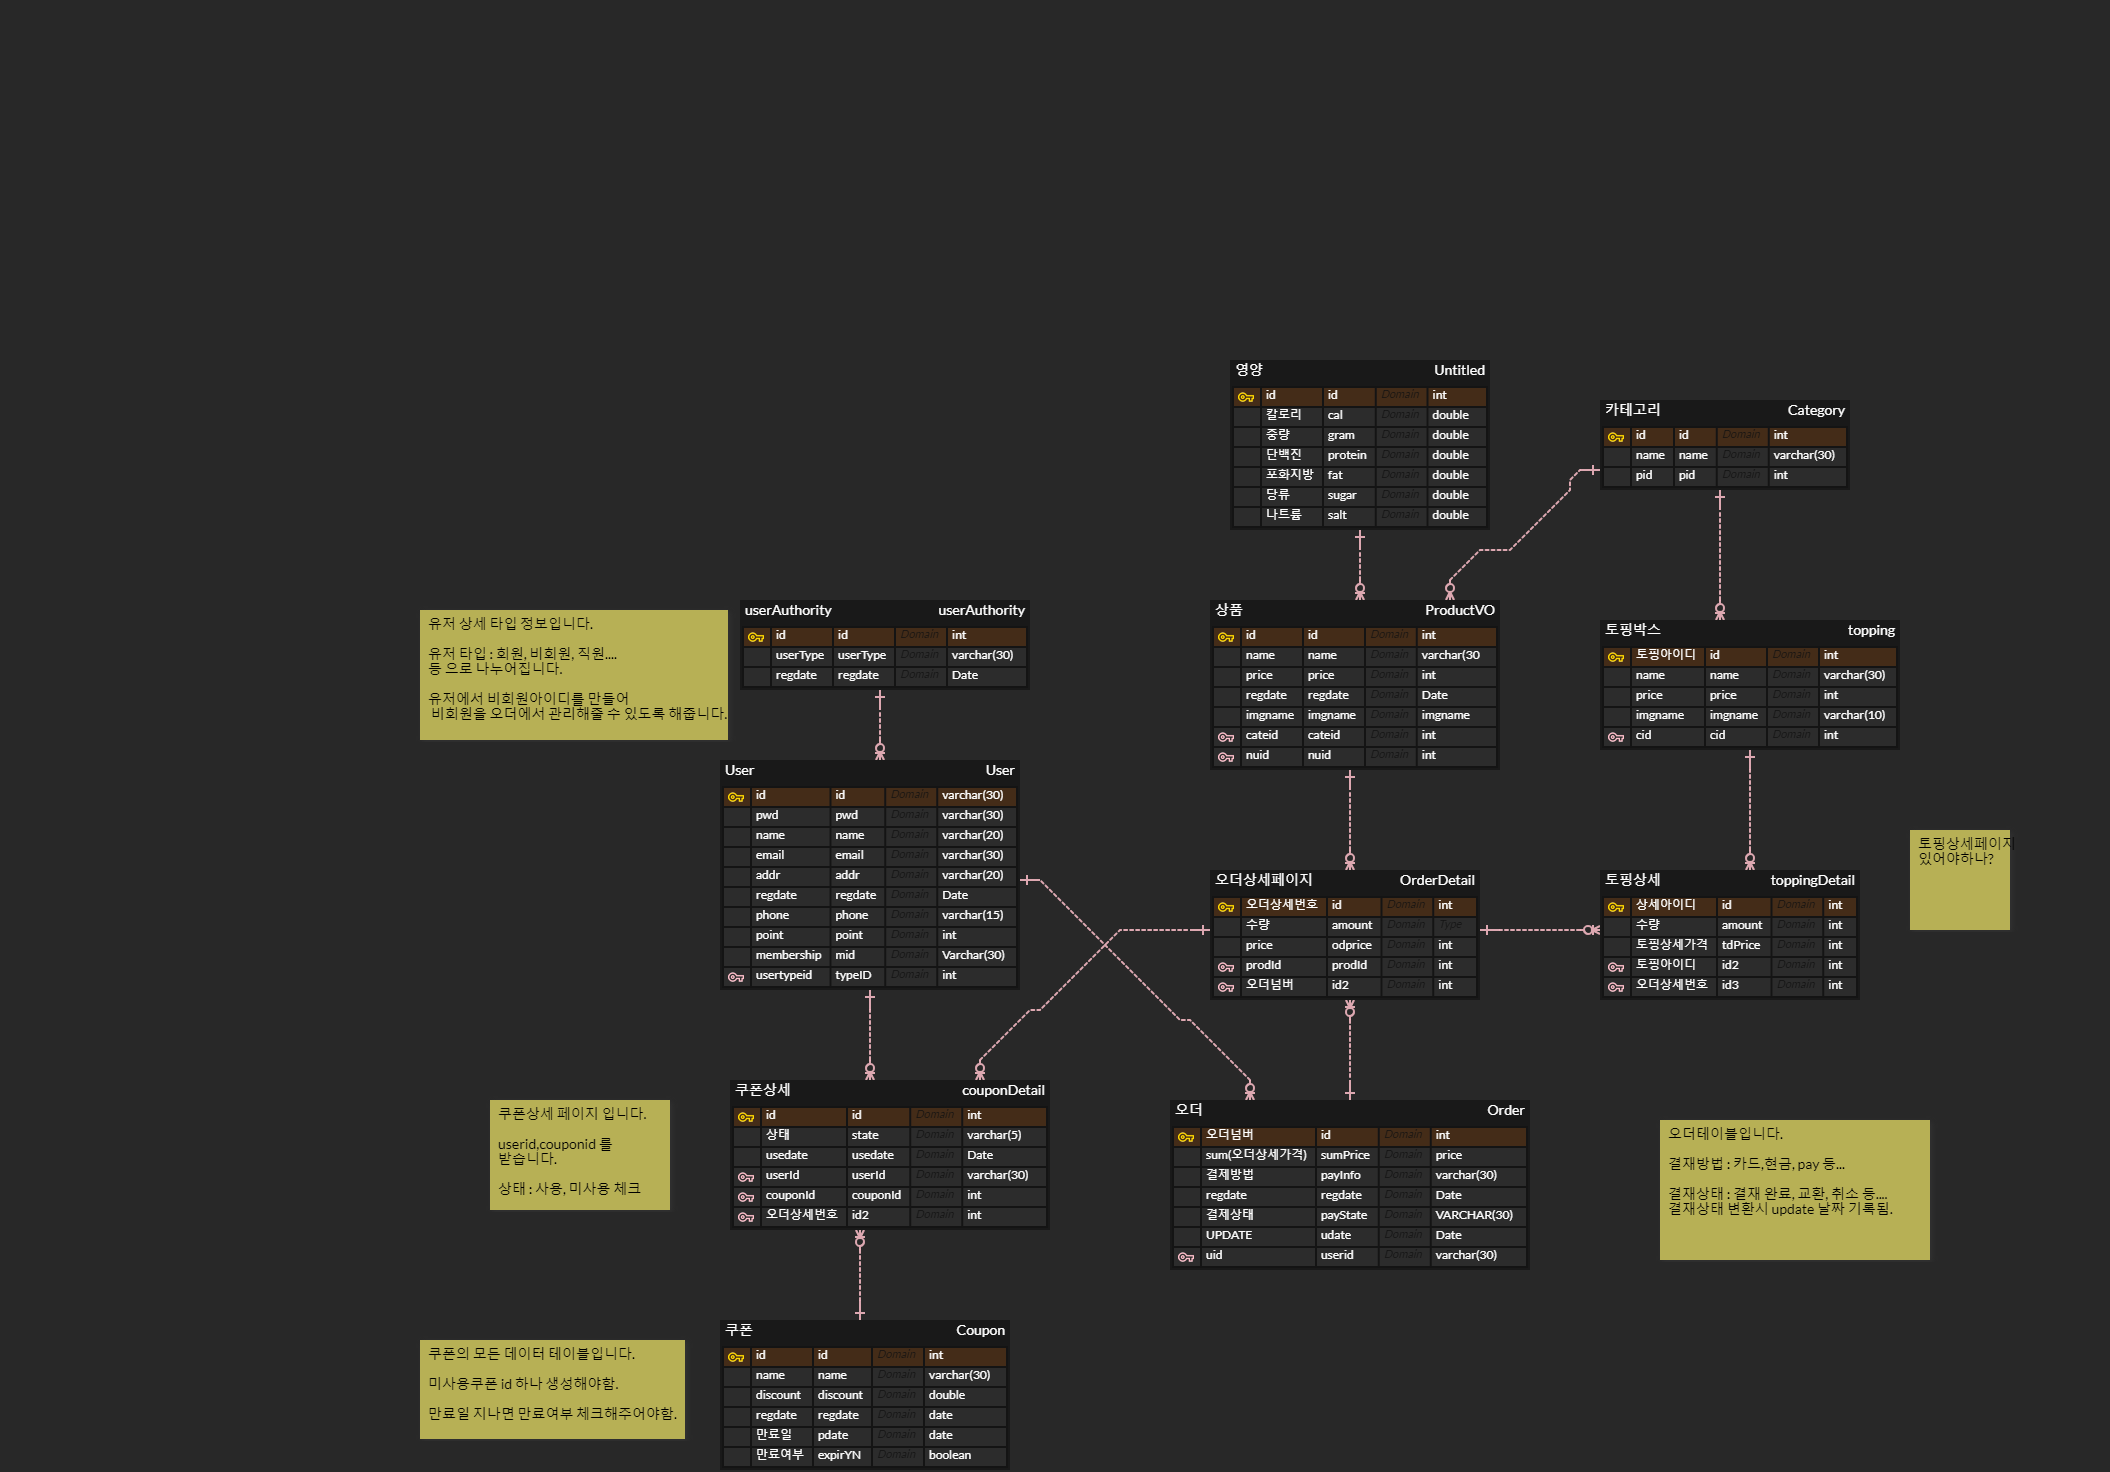 영양 Untitled
id id Domain int
칼로리 cal Domain double
중량 gram Domain double
단백진 protein Domain double
포화지방 fat Domain double
당류 sugar Domain double
나트륨 salt Domain double
카테고리 Category
id id Domain int
name name Domain varchar(30)
pid pid Domain int
유저 상세 타입 정보입니다.
유저 타입 : 회원, 비회원, 직원....
등 으로 나누어집니다.
유저에서 비회원아이디를 만들어
비회원을 오더에서 관리해줄 수 있도록 해줍니다.
userAuthority userAuthority
id id Domain int
userType userType Domain varchar(30)
regdate regdate Domain Date
상품 ProductVO
id id Domain int
name name Domain varchar(30
price price Domain int
regdate regdate Domain Date
imgname imgname Domain imgname
cateid cateid Domain int
nuid nuid Domain int
토핑박스 topping
토핑아이디 id Domain int
name name Domain varchar(30)
price price Domain int
imgname imgname Domain varchar(10)
cid cid Domain int
User User
id id Domain varchar(30)
pwd pwd Domain varchar(30)
name name Domain varchar(20)
email email Domain varchar(30)
addr addr Domain varchar(20)
regdate regdate Domain Date
phone phone Domain varchar(15)
point point Domain int
membership mid Domain Varchar(30)
usertypeid typeID Domain int
오더상세페이지 OrderDetail
오더상세번호 id Domain int
수량 amount Domain Type
price odprice Domain int
prodId prodId Domain int
오더넘버 id2 Domain int
토핑상세 toppingDetail
상세아이디 id Domain int
수량 amount Domain int
토핑상세가격 tdPrice Domain int
토핑아이디 id2 Domain int
오더상세번호 id3 Domain int
토핑상세페이지
있어야하나?
쿠폰상세 페이지 입니다.
userid,couponid 를
받습니다.
상태 : 사용, 미사용 체크
쿠폰상세 couponDetail
id id Domain int
상태 state Domain varchar(5)
usedate usedate Domain Date
userId userId Domain varchar(30)
couponId couponId Domain int
오더상세번호 id2 Domain int
오더 Order
오더넘버 id Domain int
sum(오더상세가격) sumPrice Domain price
결제방법 payInfo Domain varchar(30)
regdate regdate Domain Date
결제상태 payState Domain VARCHAR(30)
UPDATE udate Domain Date
uid userid Domain varchar(30)
오더테이블입니다.
결재방법 : 카드,현금, pay 등...
결재상태 : 결재 완료, 교환, 취소 등....
결재상태 변환시 update 날짜 기록됨.
쿠폰의 모든 데이터 테이블입니다.
미사용쿠폰 id 하나 생성해야함.
만료일 지나면 만료여부 체크해주어야함.
쿠폰 Coupon
id id Domain int
name name Domain varchar(30)
discount discount Domain double
regdate regdate Domain date
만료일 pdate Domain date
만료여부 expirYN Domain boolean